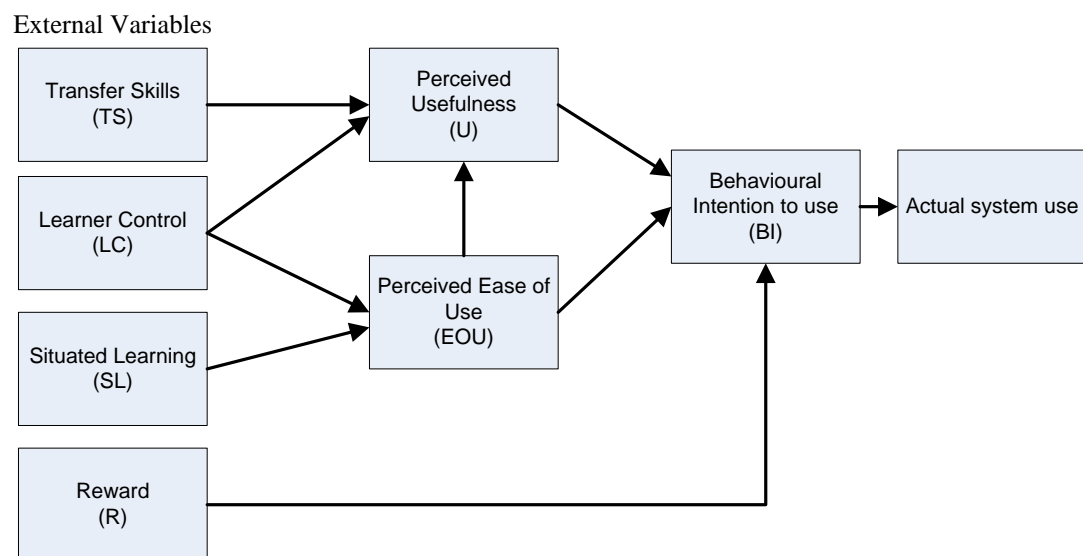 External Variables
Transfer Skills
(TS)
Perceived
Usefulness
(U)
Learner Control
(LC)
Behavioural
Intention to use
(BI)
Actual system use
Perceived Ease of
Use
(EOU)
Situated Learning
(SL)
Reward
(R)